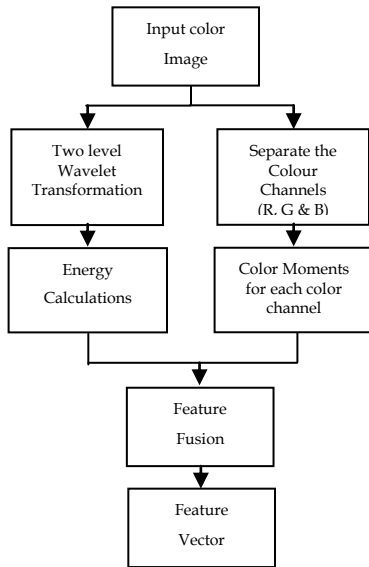 Input color
Image
Two level
Wavelet
Transformation
Separate the
Colour
Channels
(R, G & B)
Energy
Calculations
Color Moments
for each color
channel
Feature
Fusion
Feature
Vector